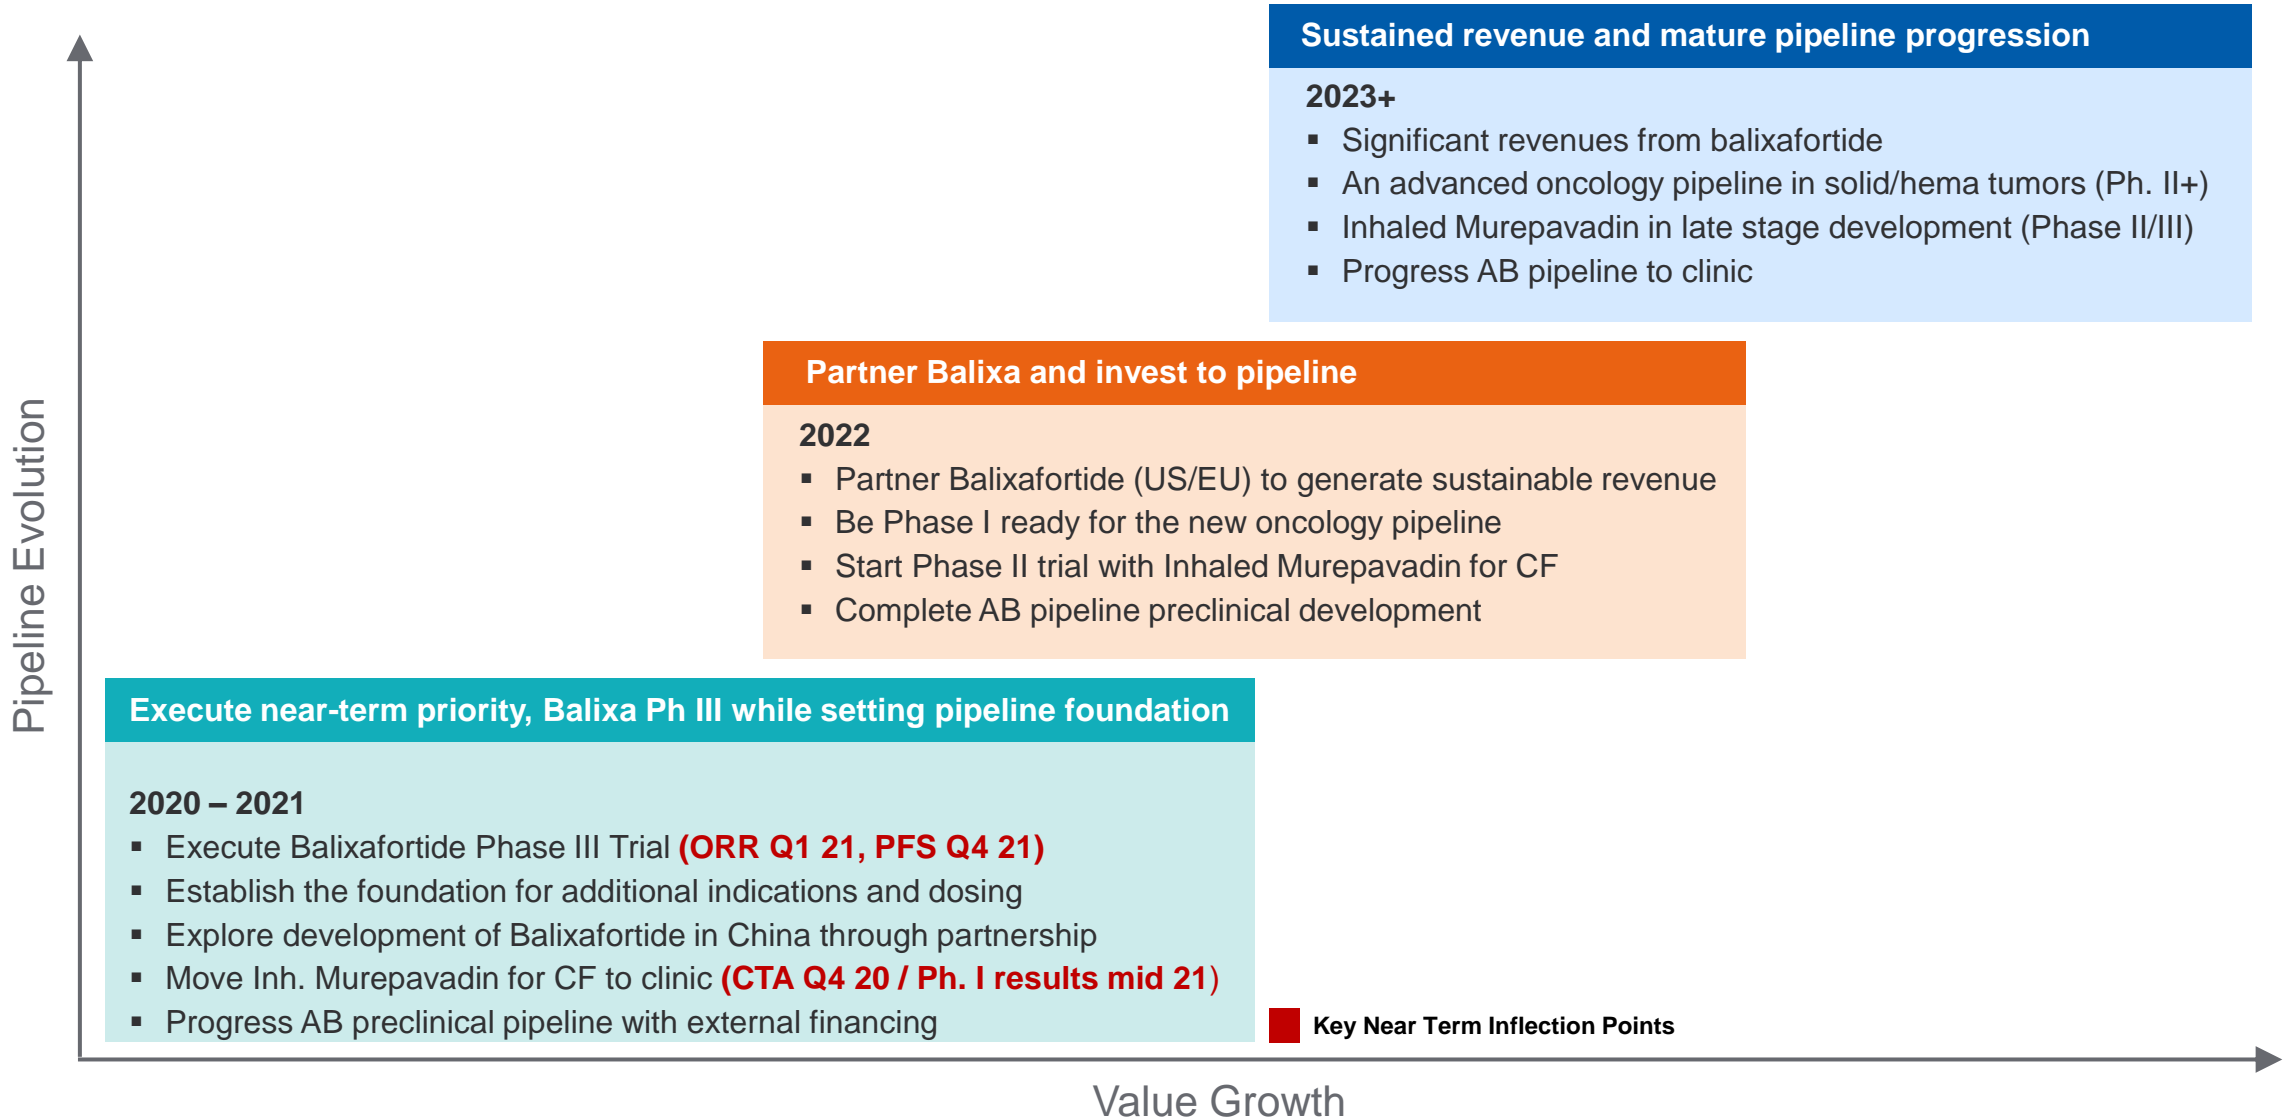 Sustained revenue and mature pipeline progression
2023+
▪ Significant revenues from balixafortide
▪ An advanced oncology pipeline in solid/hema tumors (Ph. II+)
▪ Inhaled Murepavadin in late stage development (Phase II/III)
▪ Progress AB pipeline to clinic
Partner Balixa and invest to pipeline
2022
▪ Partner Balixafortide (US/EU) to generate sustainable revenue
▪ Be Phase I ready for the new oncology pipeline
▪ Start Phase II trial with Inhaled Murepavadin for CF
▪ Complete AB pipeline preclinical development
Pipeline Evolution
Execute near-term priority, Balixa Ph III while setting pipeline foundation
2020 – 2021
▪ Execute Balixafortide Phase III Trial (ORR Q1 21, PFS Q4 21)
▪ Establish the foundation for additional indications and dosing
▪ Explore development of Balixafortide in China through partnership
▪ Move Inh. Murepavadin for CF to clinic (CTA Q4 20 / Ph. I results mid 21)
▪ Progress AB preclinical pipeline with external financing
Key Near Term Inflection Points
Value Growth